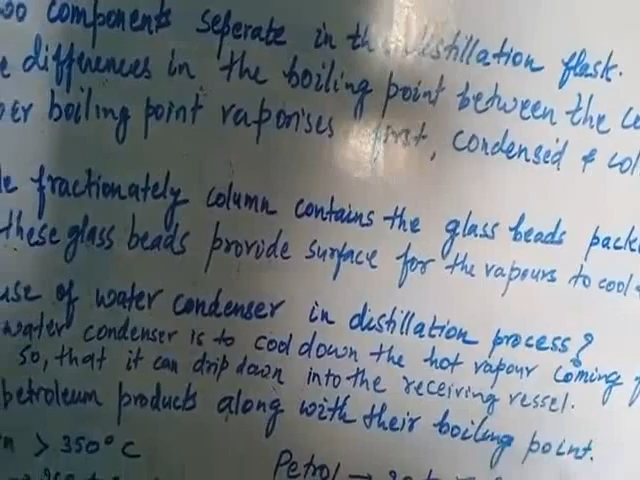 components seperate in the distillation flask.
differences in the boiling point between the
boiling point vaporises first, condensed & col
fractionately column contains the glass beads pack
these glass beads provide surface for the vapours to cool
use of water condenser in distillation process?
water condenser is to cool down the hot vapour coming
so, that it can drip down into the receiving vessel.
petroleum products along with their boiling point.
> 350°C
Petrol →